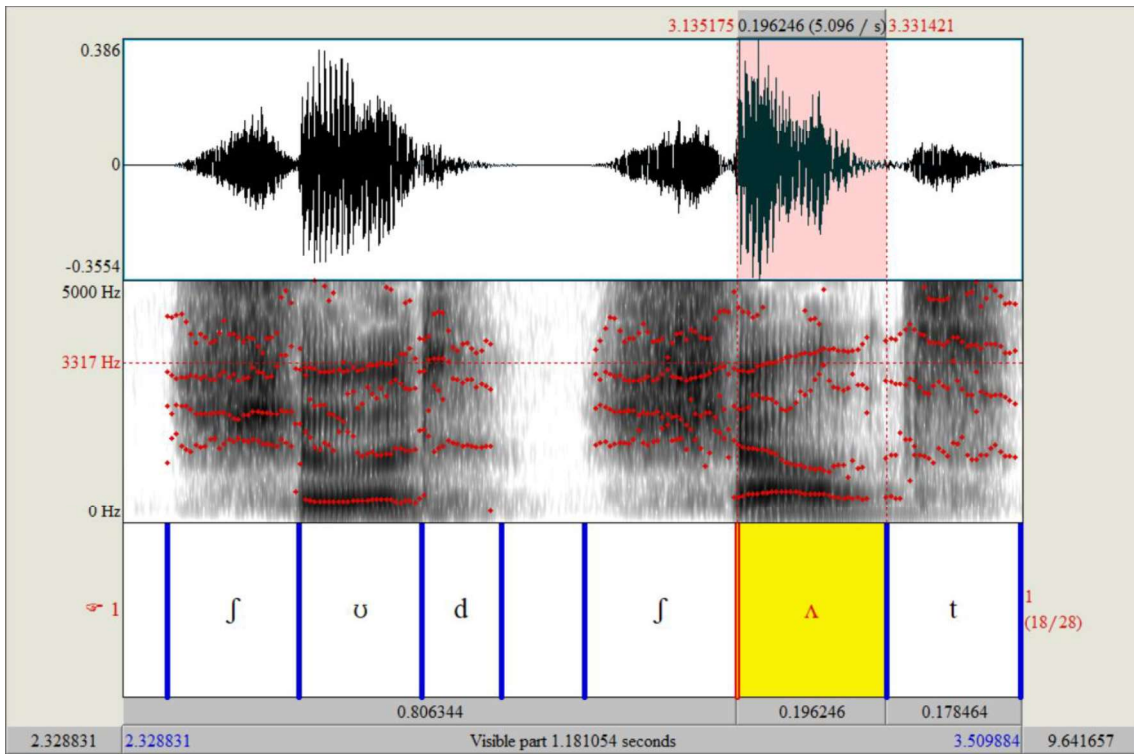 3.135175 0.196246 (5.096 / s) 3.331421
0.386
0
-0.3554
5000 Hz
3317 Hz
0 Hz
☞ 1 ʃ ʊ d ʃ ʌ t 1
(18/28)
0.806344 0.196246 0.178464
2.328831 2.328831 Visible part 1.181054 seconds 3.509884 9.641657